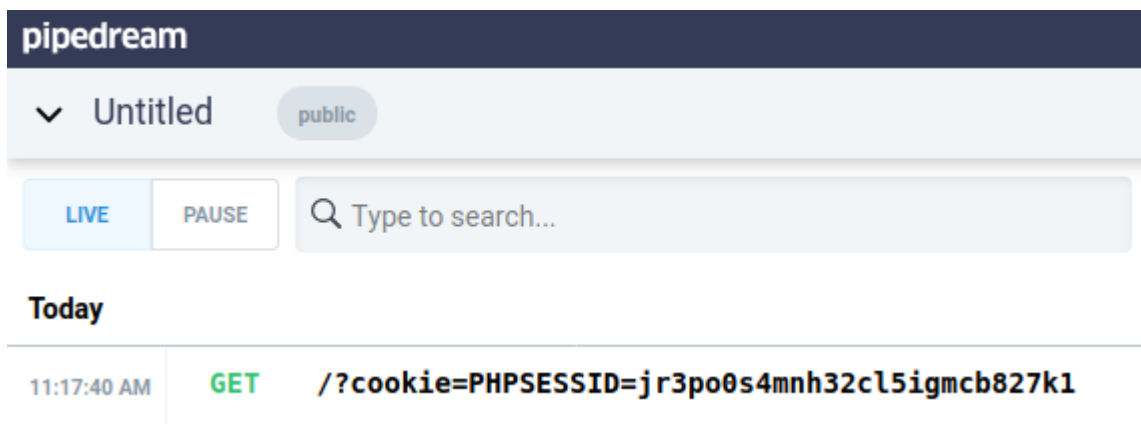 pipedream
Untitled public
LIVE PAUSE Type to search...
Today
11:17:40 AM GET /?cookie=PHPSESSID=jr3po0s4mnh32cl5igmcb827k1